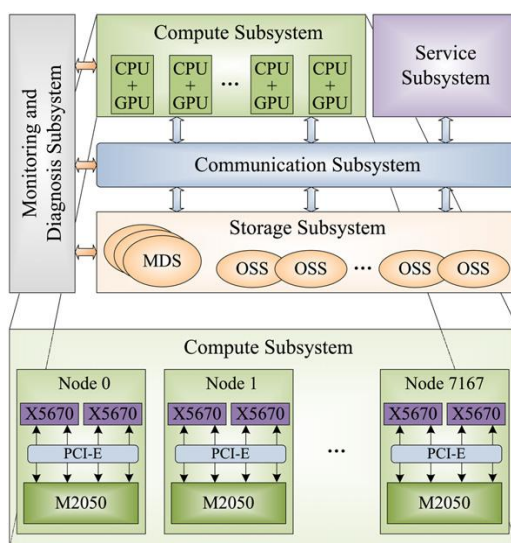 Monitoring and
Diagnosis Subsystem
Compute Subsystem
CPU
+
GPU
CPU
+
GPU
...
CPU
+
GPU
CPU
+
GPU
Service
Subsystem
Communication Subsystem
Storage Subsystem
MDS
OSS
OSS
...
OSS
OSS
Compute Subsystem
Node 0
X5670 X5670
PCI-E
M2050
Node 1
X5670 X5670
PCI-E
M2050
...
Node 7167
X5670 X5670
PCI-E
M2050